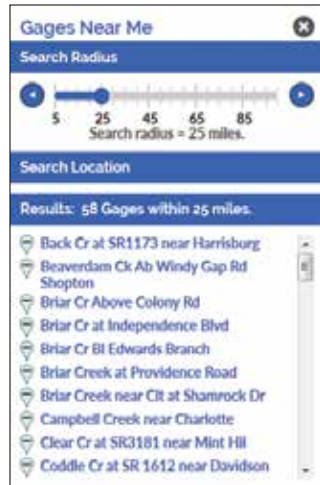 Gages Near Me
Search Radius
5 25 45 65 85
Search radius = 25 miles.
Search Location
Results: 58 Gages within 25 miles.
Back Cr at SR1173 near Harrisburg
Beaverdam Ck Ab Windy Gap Rd
Shopton
Briar Cr Above Colony Rd
Briar Cr at Independence Blvd
Briar Cr Bl Edwards Branch
Briar Creek at Providence Road
Briar Creek near Clt at Shamrock Dr
Campbell Creek near Charlotte
Clear Cr at SR3181 near Mint Hil
Coddle Cr at SR 1612 near Davidson